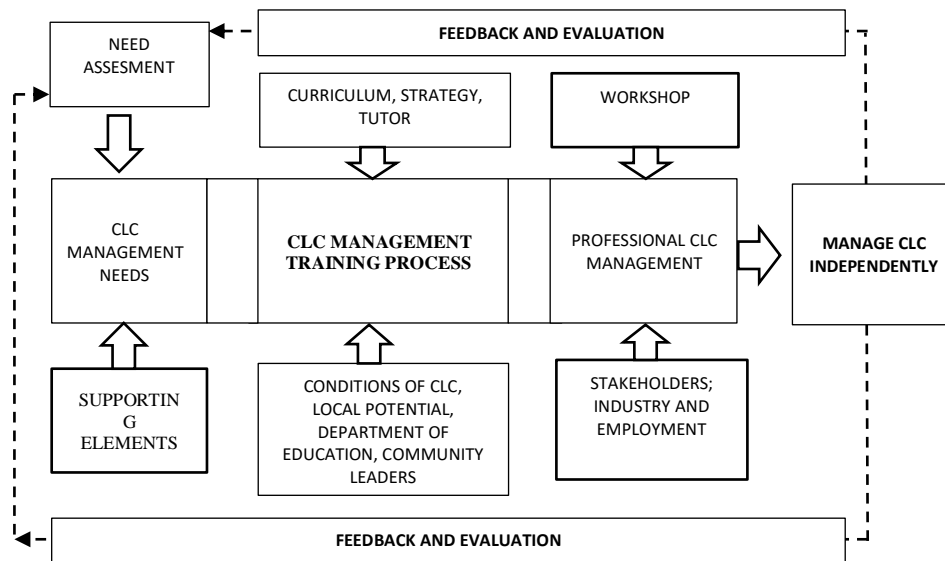 FEEDBACK AND EVALUATION
NEED
ASSESMENT
CURRICULUM, STRATEGY,
TUTOR
WORKSHOP
CLC
MANAGEMENT
NEEDS
CLC MANAGEMENT
TRAINING PROCESS
PROFESSIONAL CLC
MANAGEMENT
MANAGE CLC
INDEPENDENTLY
SUPPORTIN
G
ELEMENTS
CONDITIONS OF CLC,
LOCAL POTENTIAL,
DEPARTMENT OF
EDUCATION, COMMUNITY
LEADERS
STAKEHOLDERS;
INDUSTRY AND
EMPLOYMENT
FEEDBACK AND EVALUATION